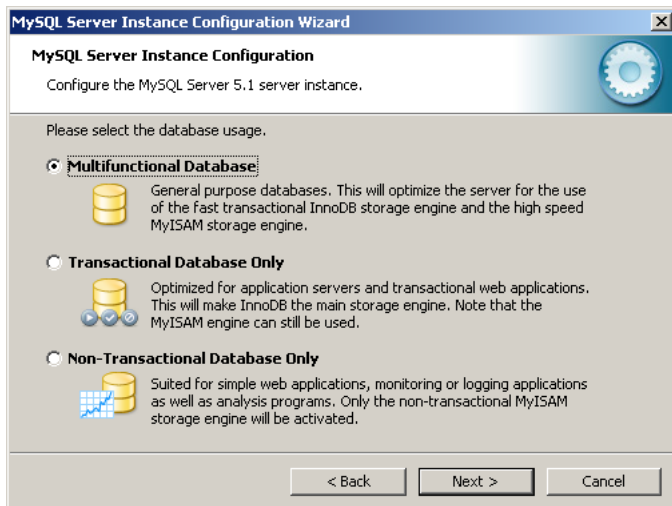 MySQL Server Instance Configuration Wizard
MySQL Server Instance Configuration
Configure the MySQL Server 5.1 server instance.
Please select the database usage.
Multifunctional Database
General purpose databases. This will optimize the server for the use
of the fast transactional InnoDB storage engine and the high speed
MyISAM storage engine.
Transactional Database Only
Optimized for application servers and transactional web applications.
This will make InnoDB the main storage engine. Note that the
MyISAM engine can still be used.
Non-Transactional Database Only
Suited for simple web applications, monitoring or logging applications
as well as analysis programs. Only the non-transactional MyISAM
storage engine will be activated.
< Back Next > Cancel